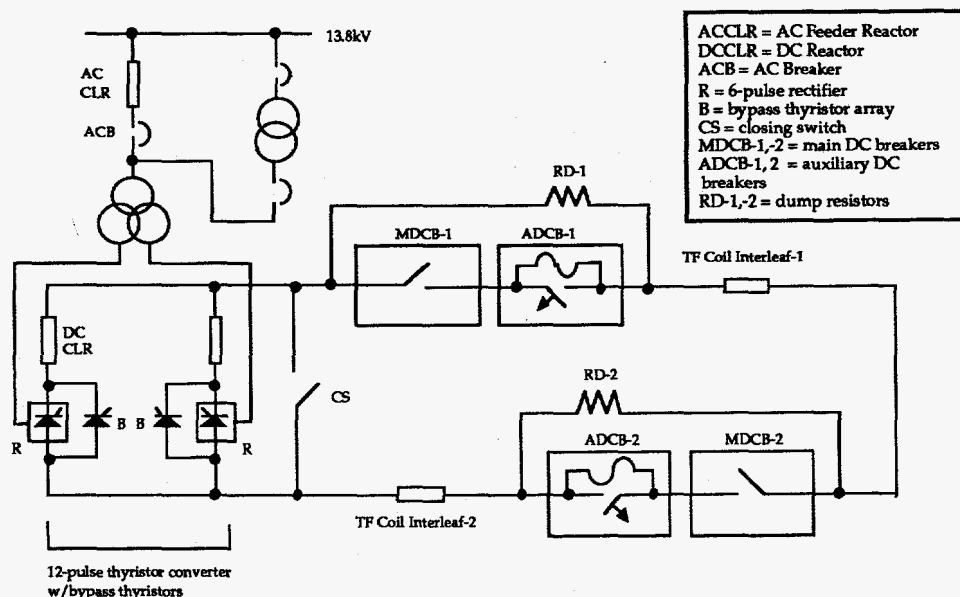 13.8kV
AC
CLR
ACB
ACCLR = AC Feeder Reactor
DCCLR = DC Reactor
ACB = AC Breaker
R = 6-pulse rectifier
B = bypass thyristor array
CS = closing switch
MDCB-1,-2 = main DC breakers
ADCB-1, 2 = auxiliary DC
breakers
RD-1,-2 = dump resistors
RD-1
MDCB-1
ADCB-1
TF Coil Interleaf-1
DC
CLR
CS
R
B
B
R
RD-2
ADCB-2
MDCB-2
TF Coil Interleaf-2
12-pulse thyristor converter
w/bypass thyristors